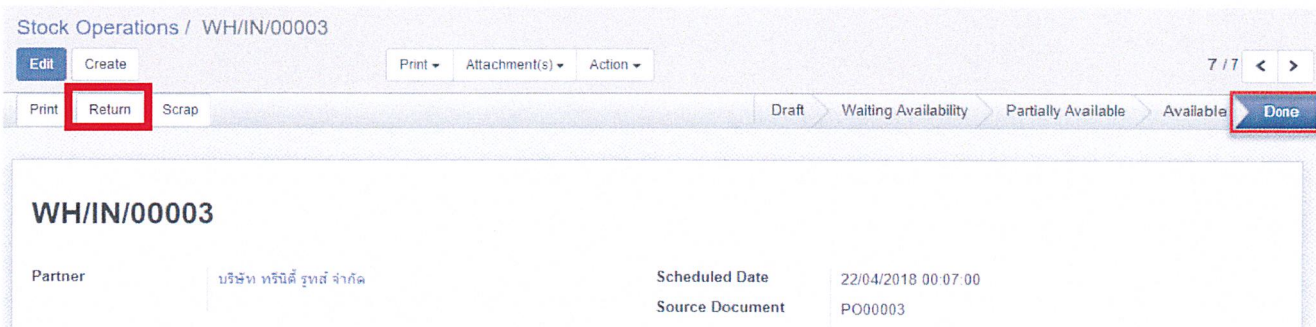 Stock Operations / WH/IN/00003
Edit Create Print Attachment(s) Action 7 / 7
Print Return Scrap Draft Waiting Availability Partially Available Available Done
WH/IN/00003
Partner บริษัท ทรีนิตี้ รูทส์ จำกัด Scheduled Date 22/04/2018 00:07:00
Source Document PO00003